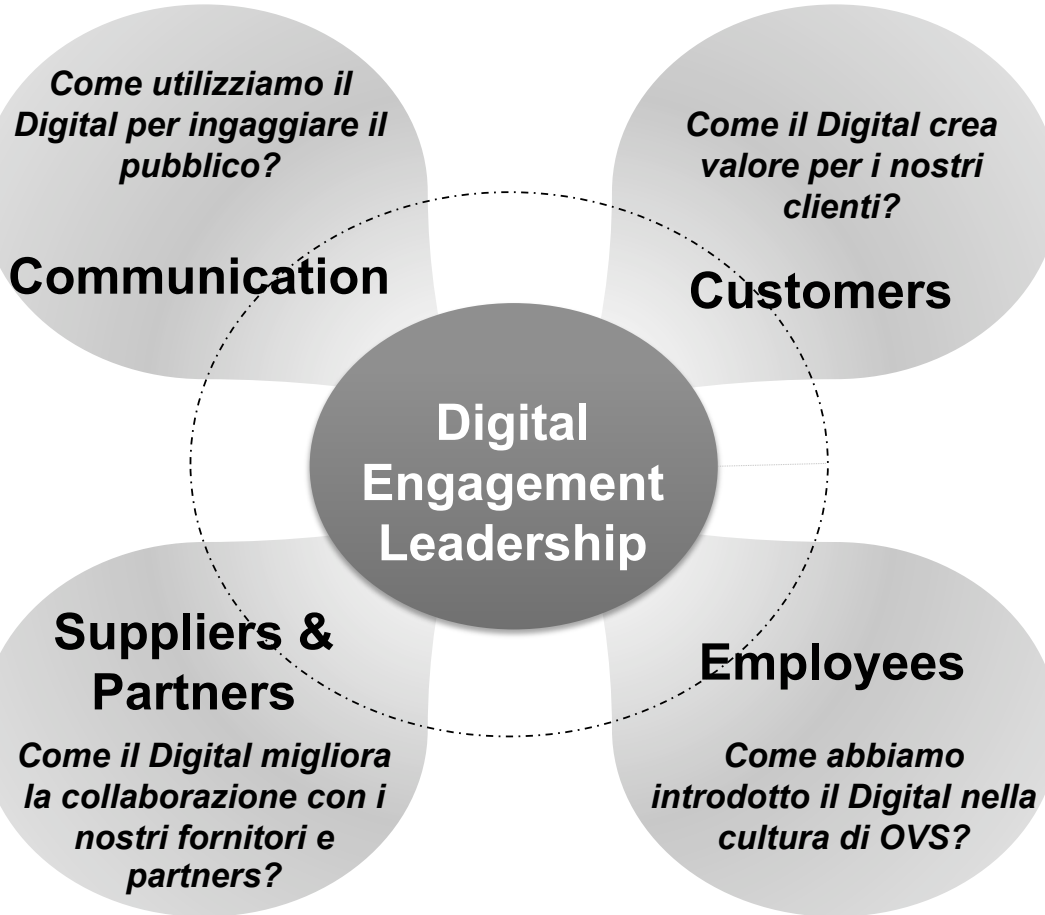 Come utilizziamo il
Digital per ingaggiare il
pubblico?
Communication
Come il Digital crea
valore per i nostri
clienti?
Customers
Digital
Engagement
Leadership
Suppliers &
Partners
Come il Digital migliora
la collaborazione con i
nostri fornitori e
partners?
Employees
Come abbiamo
introdotto il Digital nella
cultura di OVS?